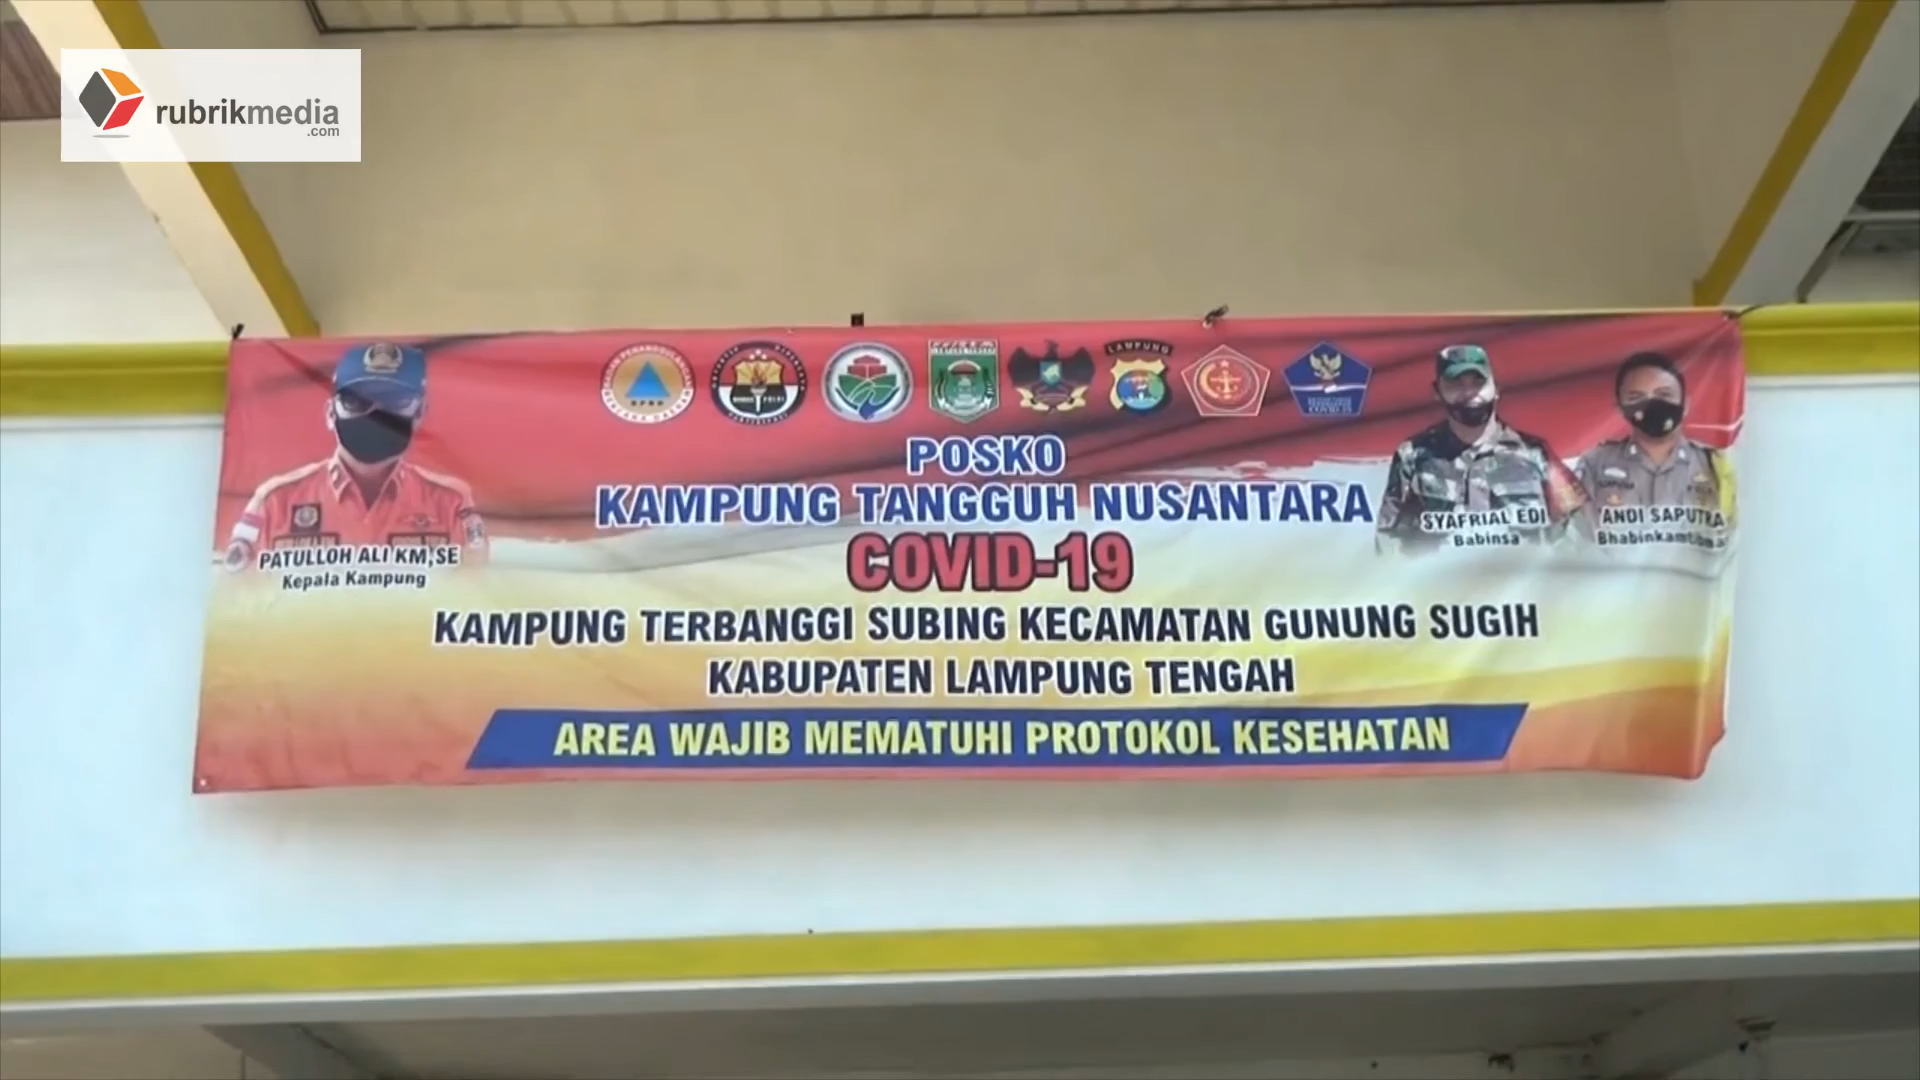 rubrikmedia
.com
LAMPUNG
POSKO
KAMPUNG TANGGUH NUSANTARA
COVID-19
KAMPUNG TERBANGGI SUBING KECAMATAN GUNUNG SUGIH
KABUPATEN LAMPUNG TENGAH
AREA WAJIB MEMATUHI PROTOKOL KESEHATAN
PATULLOH ALI KM,SE
Kepala Kampung
SYAFRIAL EDI
Babinsa
ANDI SAPUTRA